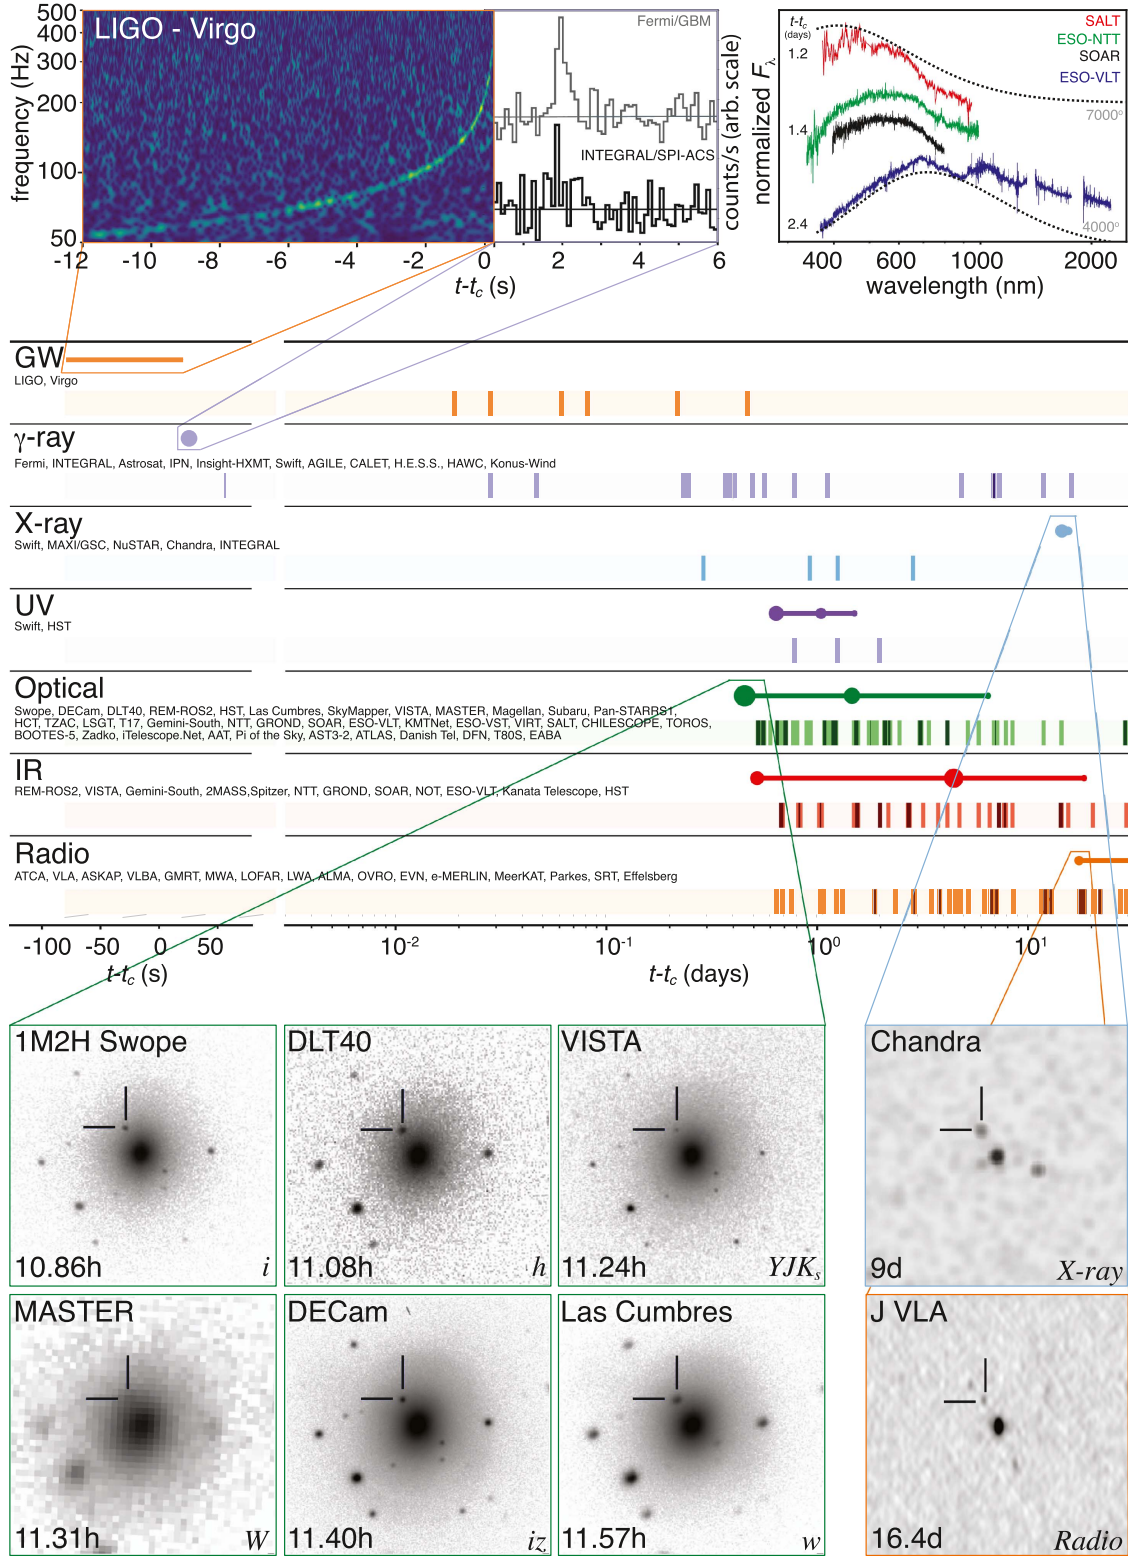 LIGO - Virgo
frequency (Hz)
500
400
300
200
100
50
-12 -10 -8 -6 -4 -2 0 2 4 6
t-tc (s)
Fermi/GBM
INTEGRAL/SPI-ACS
counts/s (arb. scale)
normalized Fλ
t-tc
(days)
1.2
1.4
2.4
SALT
ESO-NTT
SOAR
ESO-VLT
7000°
4000°
400 600 1000 2000
wavelength (nm)
GW
LIGO, Virgo
γ-ray
Fermi, INTEGRAL, Astrosat, IPN, Insight-HXMT, Swift, AGILE, CALET, H.E.S.S., HAWC, Konus-Wind
X-ray
Swift, MAXI/GSC, NuSTAR, Chandra, INTEGRAL
UV
Swift, HST
Optical
Swope, DECam, DLT40, REM-ROS2, HST, Las Cumbres, SkyMapper, VISTA, MASTER, Magellan, Subaru, Pan-STARRS1,
HCT, TZAC, LSGT, T17, Gemini-South, NTT, GROND, SOAR, ESO-VLT, KMTNet, ESO-VST, VIRT, SALT, CHILESCOPE, TOROS,
BOOTES-5, Zadko, iTelescope.Net, AAT, Pi of the Sky, AST3-2, ATLAS, Danish Tel, DFN, T80S, EABA
IR
REM-ROS2, VISTA, Gemini-South, 2MASS,Spitzer, NTT, GROND, SOAR, NOT, ESO-VLT, Kanata Telescope, HST
Radio
ATCA, VLA, ASKAP, VLBA, GMRT, MWA, LOFAR, LWA, ALMA, OVRO, EVN, e-MERLIN, MeerKAT, Parkes, SRT, Effelsberg
-100 -50 0 50 10⁻² 10⁻¹ 10⁰ 10¹
t-tc (s) t-tc (days)
1M2H Swope
10.86h i
DLT40
11.08h h
VISTA
11.24h YJKs
Chandra
9d X-ray
MASTER
11.31h W
DECam
11.40h iz
Las Cumbres
11.57h w
J VLA
16.4d Radio